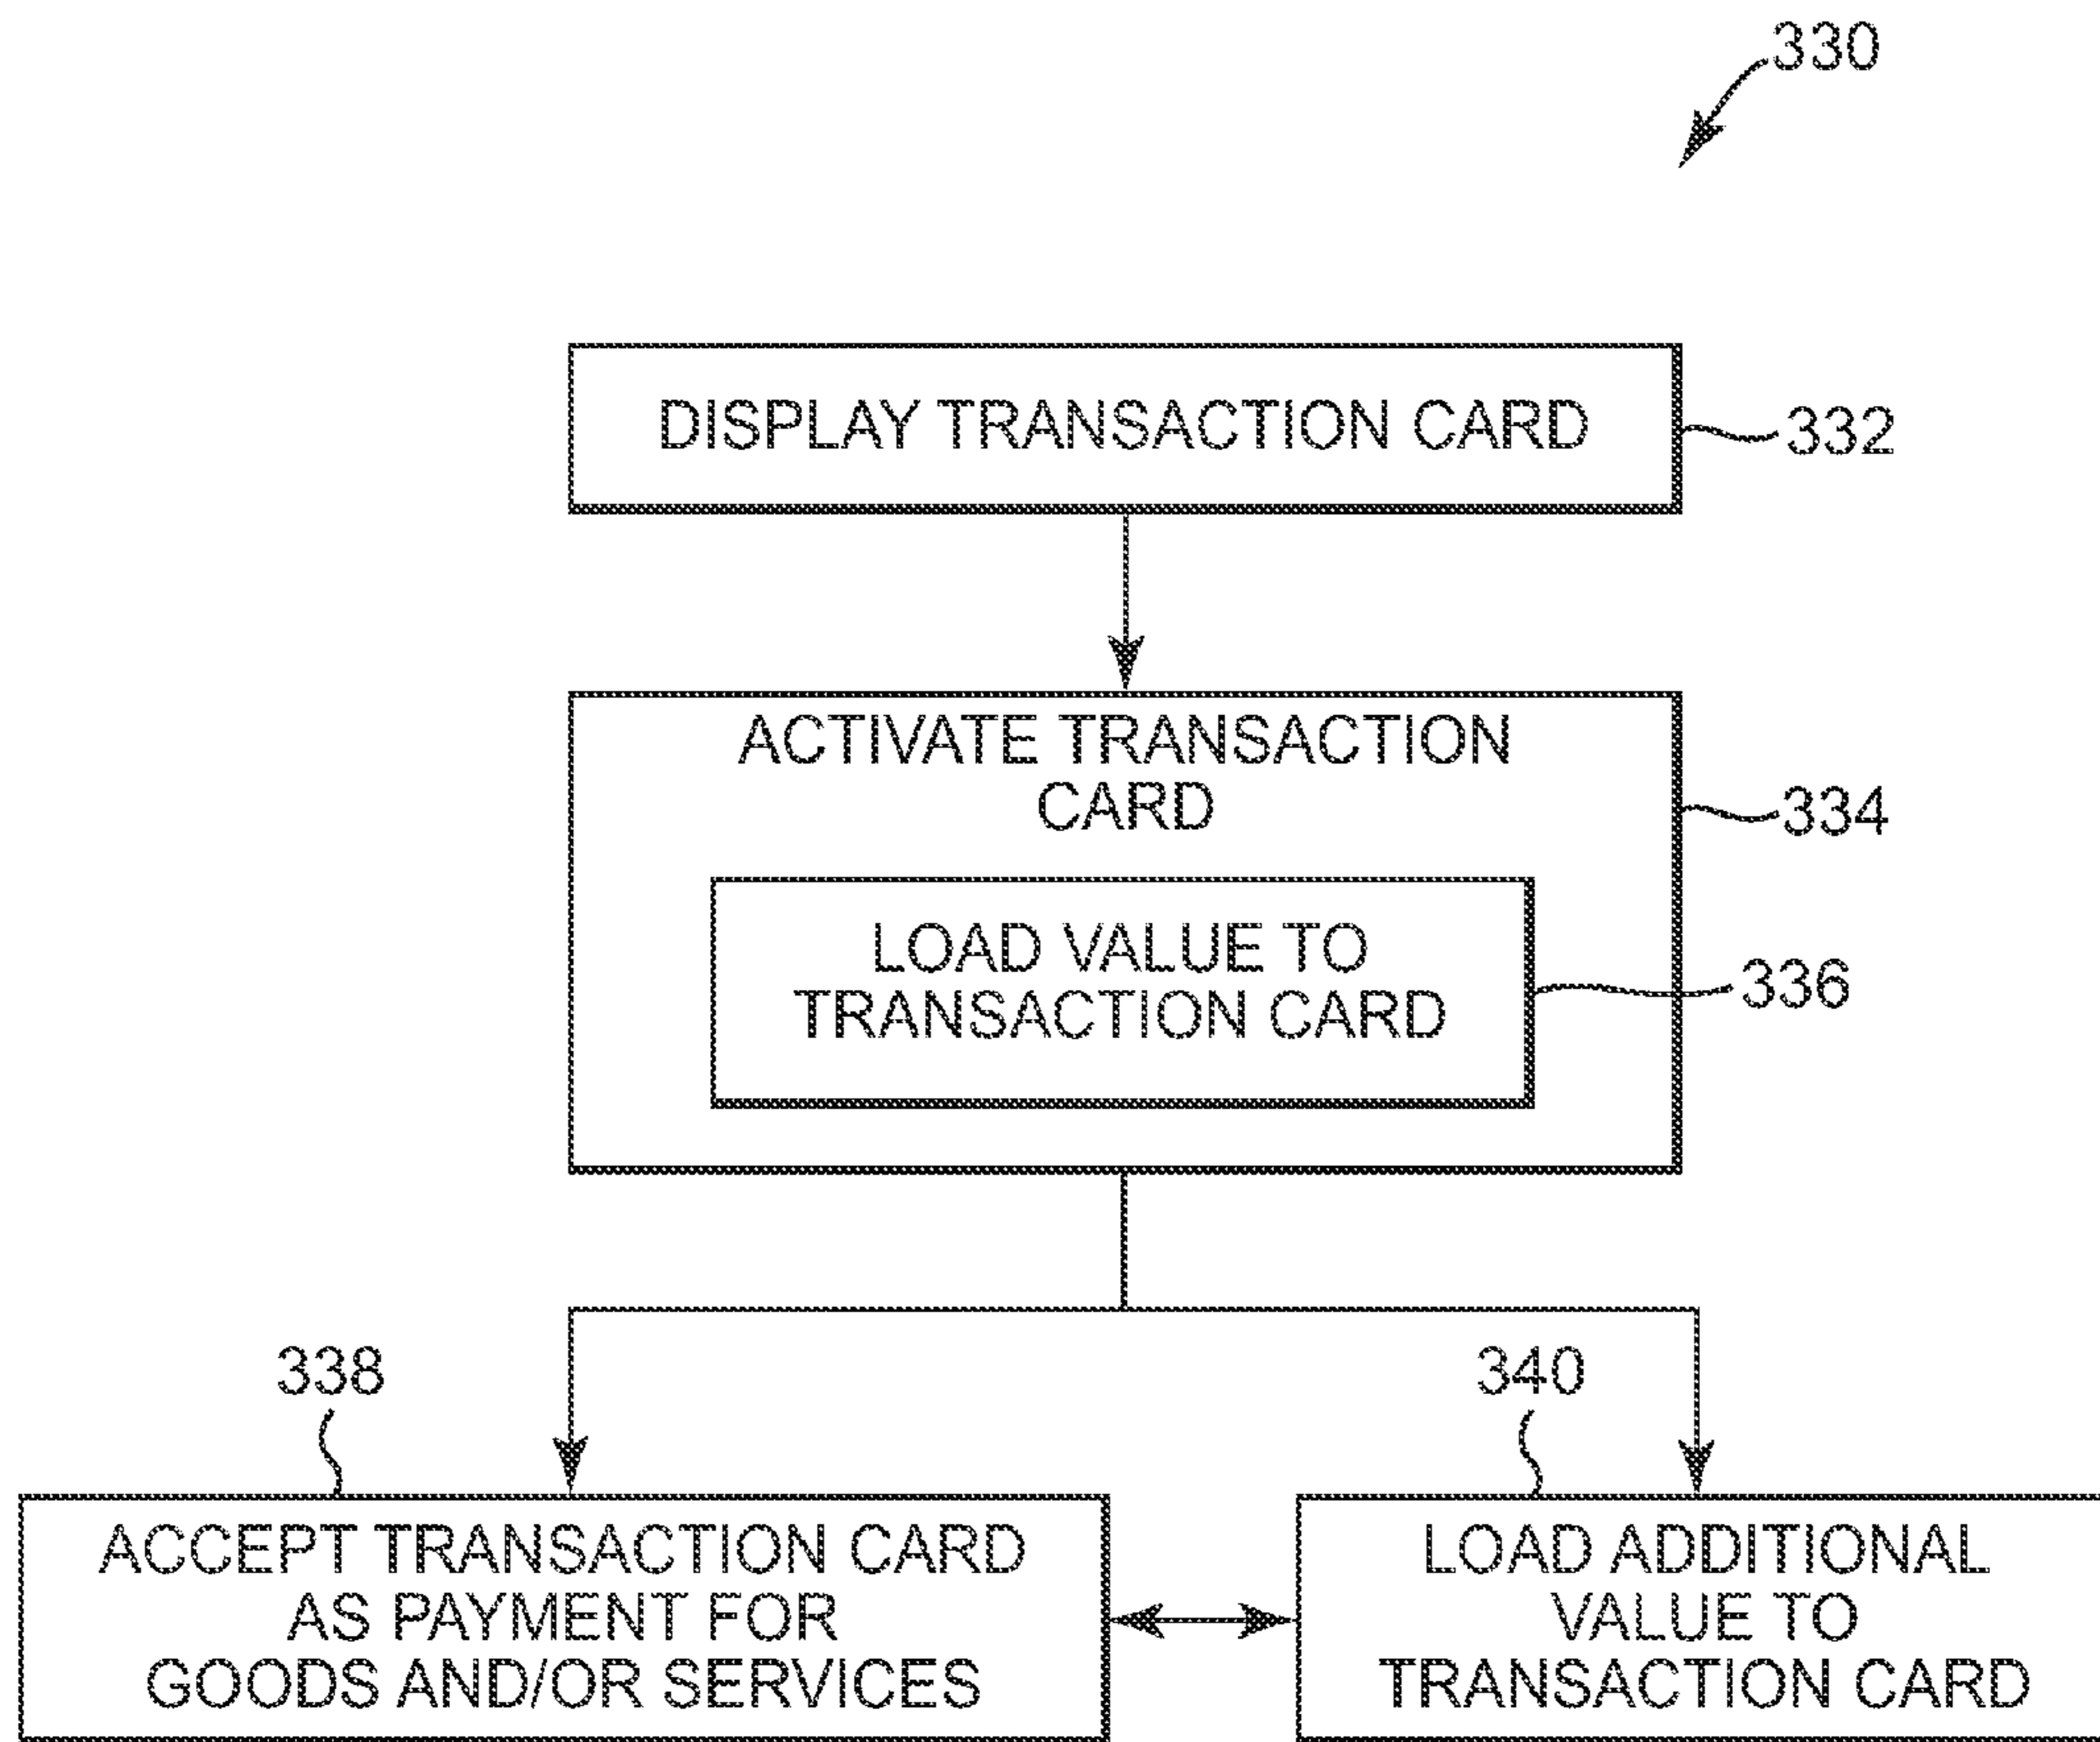 330
DISPLAY TRANSACTION CARD
332
ACTIVATE TRANSACTION
CARD
334
LOAD VALUE TO
TRANSACTION CARD
336
338
340
ACCEPT TRANSACTION CARD
AS PAYMENT FOR
GOODS AND/OR SERVICES
LOAD ADDITIONAL
VALUE TO
TRANSACTION CARD